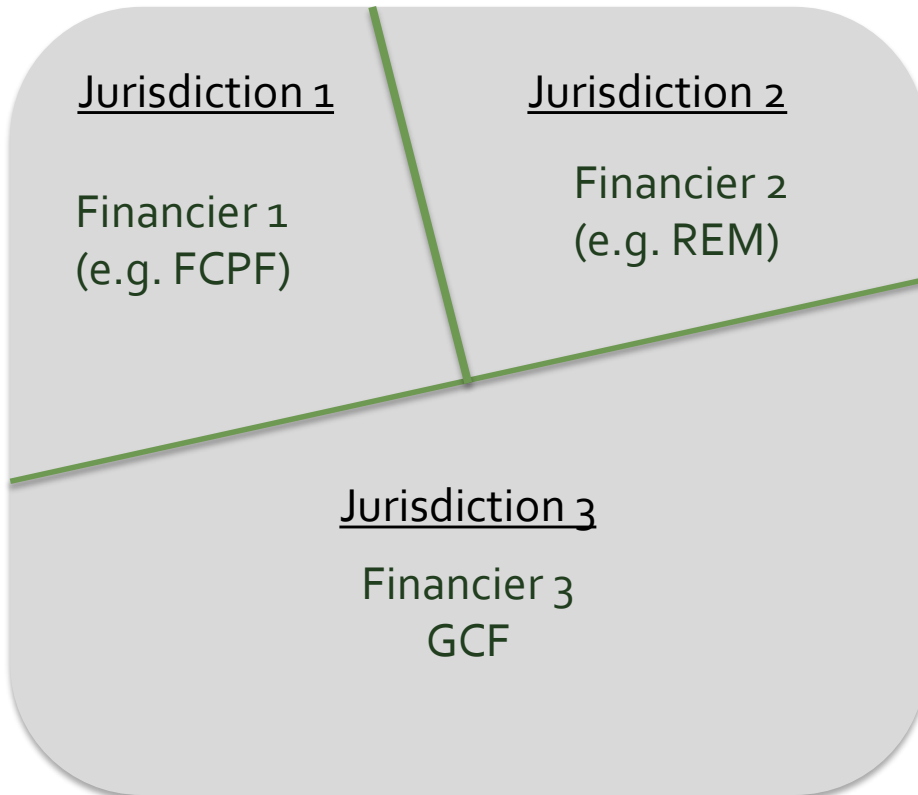 Jurisdiction 1
Financier 1
(e.g. FCPF)
Jurisdiction 2
Financier 2
(e.g. REM)
Jurisdiction 3
Financier 3
GCF